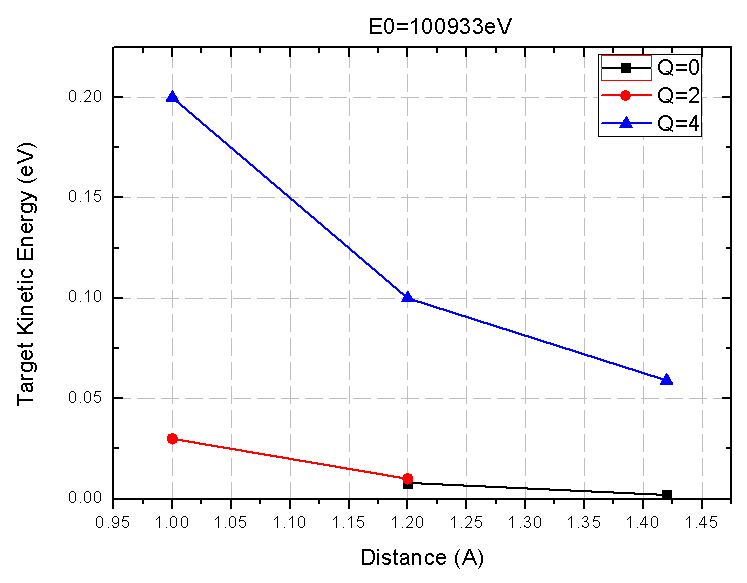 E0=100933eV
Q=0
Q=2
Q=4
Target Kinetic Energy (eV)
0.20
0.15
0.10
0.05
0.00
0.95 1.00 1.05 1.10 1.15 1.20 1.25 1.30 1.35 1.40 1.45
Distance (A)